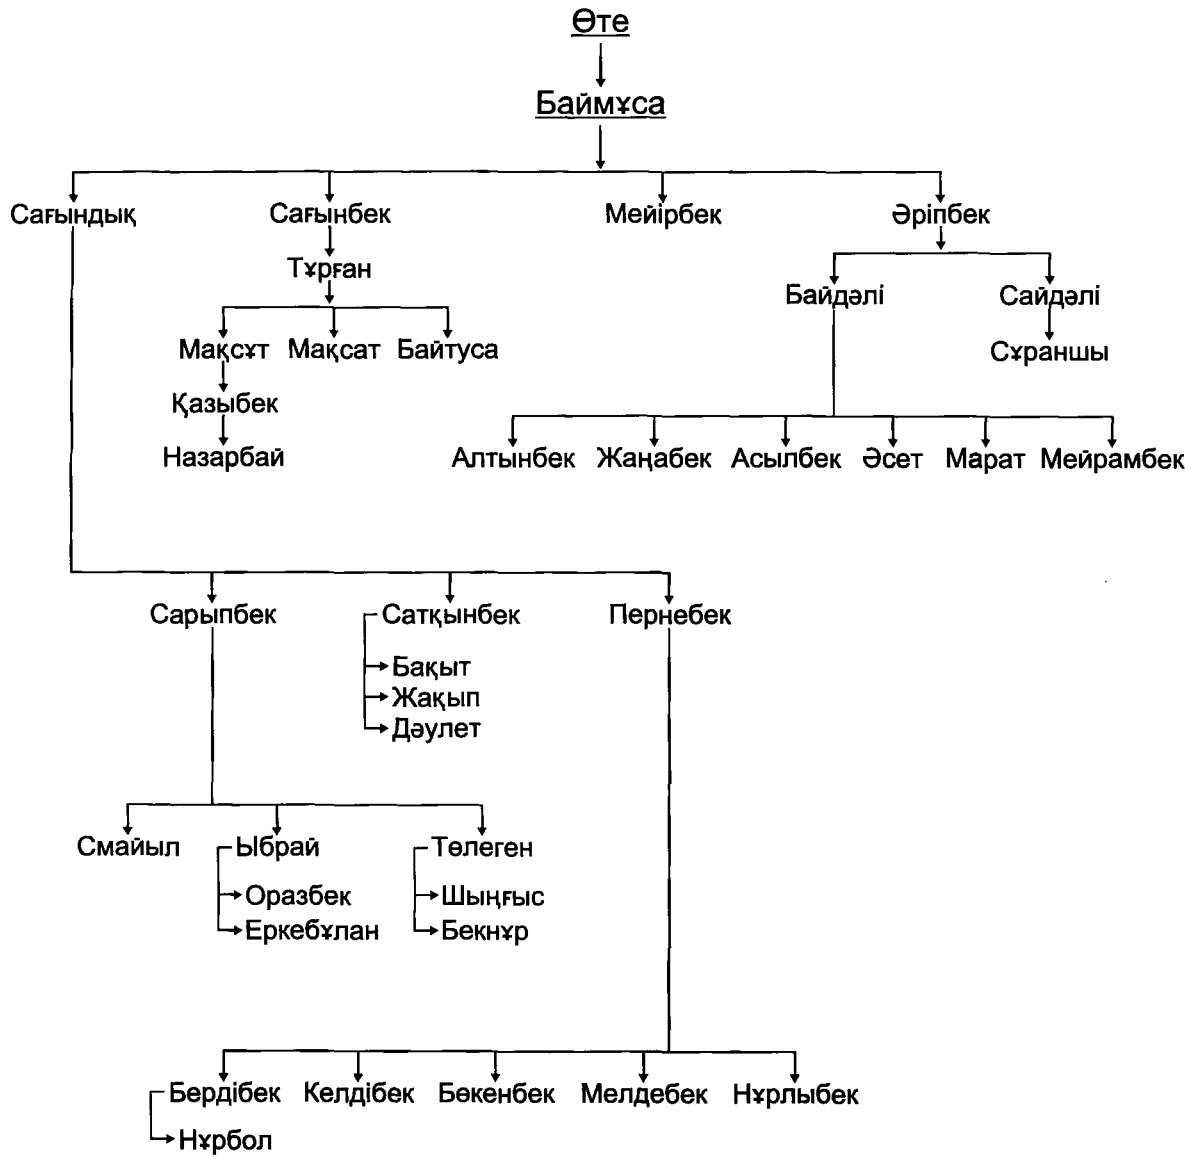 Өте
Баймұса
Сағындық Сағынбек Мейірбек Әріпбек
Тұрған
Байдәлі Сайдәлі
Мақсұт Мақсат Байтуса Сұраншы
Қазыбек
Назарбай Алтынбек Жаңабек Асылбек Әсет Марат Мейрамбек
Сарыпбек Сатқынбек Пернебек
Бақыт
Жақып
Дәулет
Смайыл Ыбрай Төлеген
Оразбек Шыңғыс
Еркебұлан Бекнұр
Бердібек Келдібек Бөкенбек Мелдебек Нұрлыбек
Нұрбол